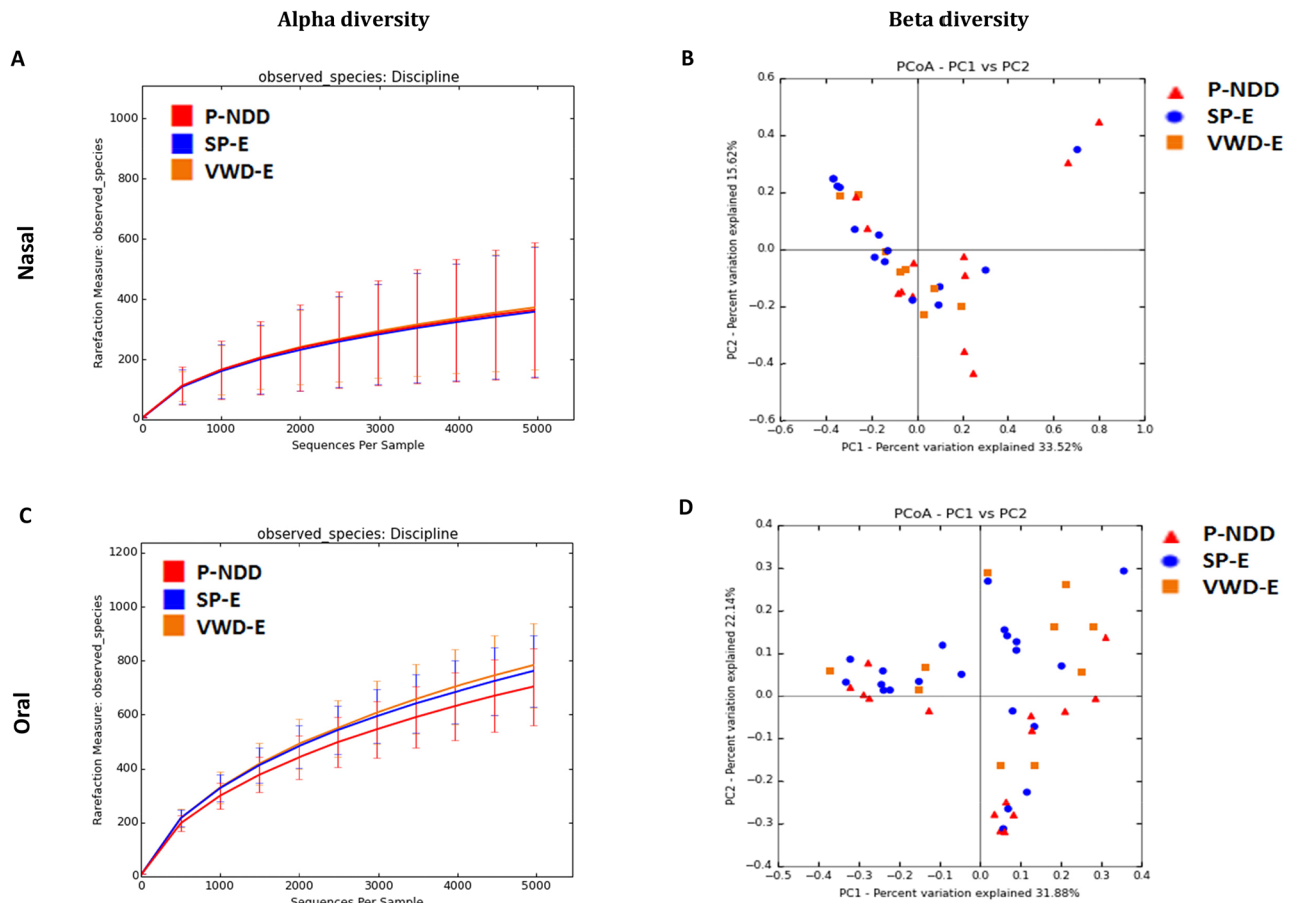 Alpha diversity
Beta diversity
A
observed_species: Discipline
P-NDD
SP-E
VWD-E
1000
800
600
400
200
0
0 1000 2000 3000 4000 5000
Rarefaction Measure: observed_species
Sequences Per Sample
Nasal
B
PCoA - PC1 vs PC2
P-NDD
SP-E
VWD-E
0.6
0.4
0.2
0.0
−0.2
−0.4
−0.6
−0.6 −0.4 −0.2 0.0 0.2 0.4 0.6 0.8 1.0
PC2 - Percent variation explained 15.62%
PC1 - Percent variation explained 33.52%
C
observed_species: Discipline
P-NDD
SP-E
VWD-E
1200
1000
800
600
400
200
0
0 1000 2000 3000 4000 5000
Rarefaction Measure: observed_species
Sequences Per Sample
Oral
D
PCoA - PC1 vs PC2
P-NDD
SP-E
VWD-E
0.4
0.3
0.2
0.1
0.0
−0.1
−0.2
−0.3
−0.4
−0.5 −0.4 −0.3 −0.2 −0.1 0.0 0.1 0.2 0.3 0.4
PC2 - Percent variation explained 22.14%
PC1 - Percent variation explained 31.88%